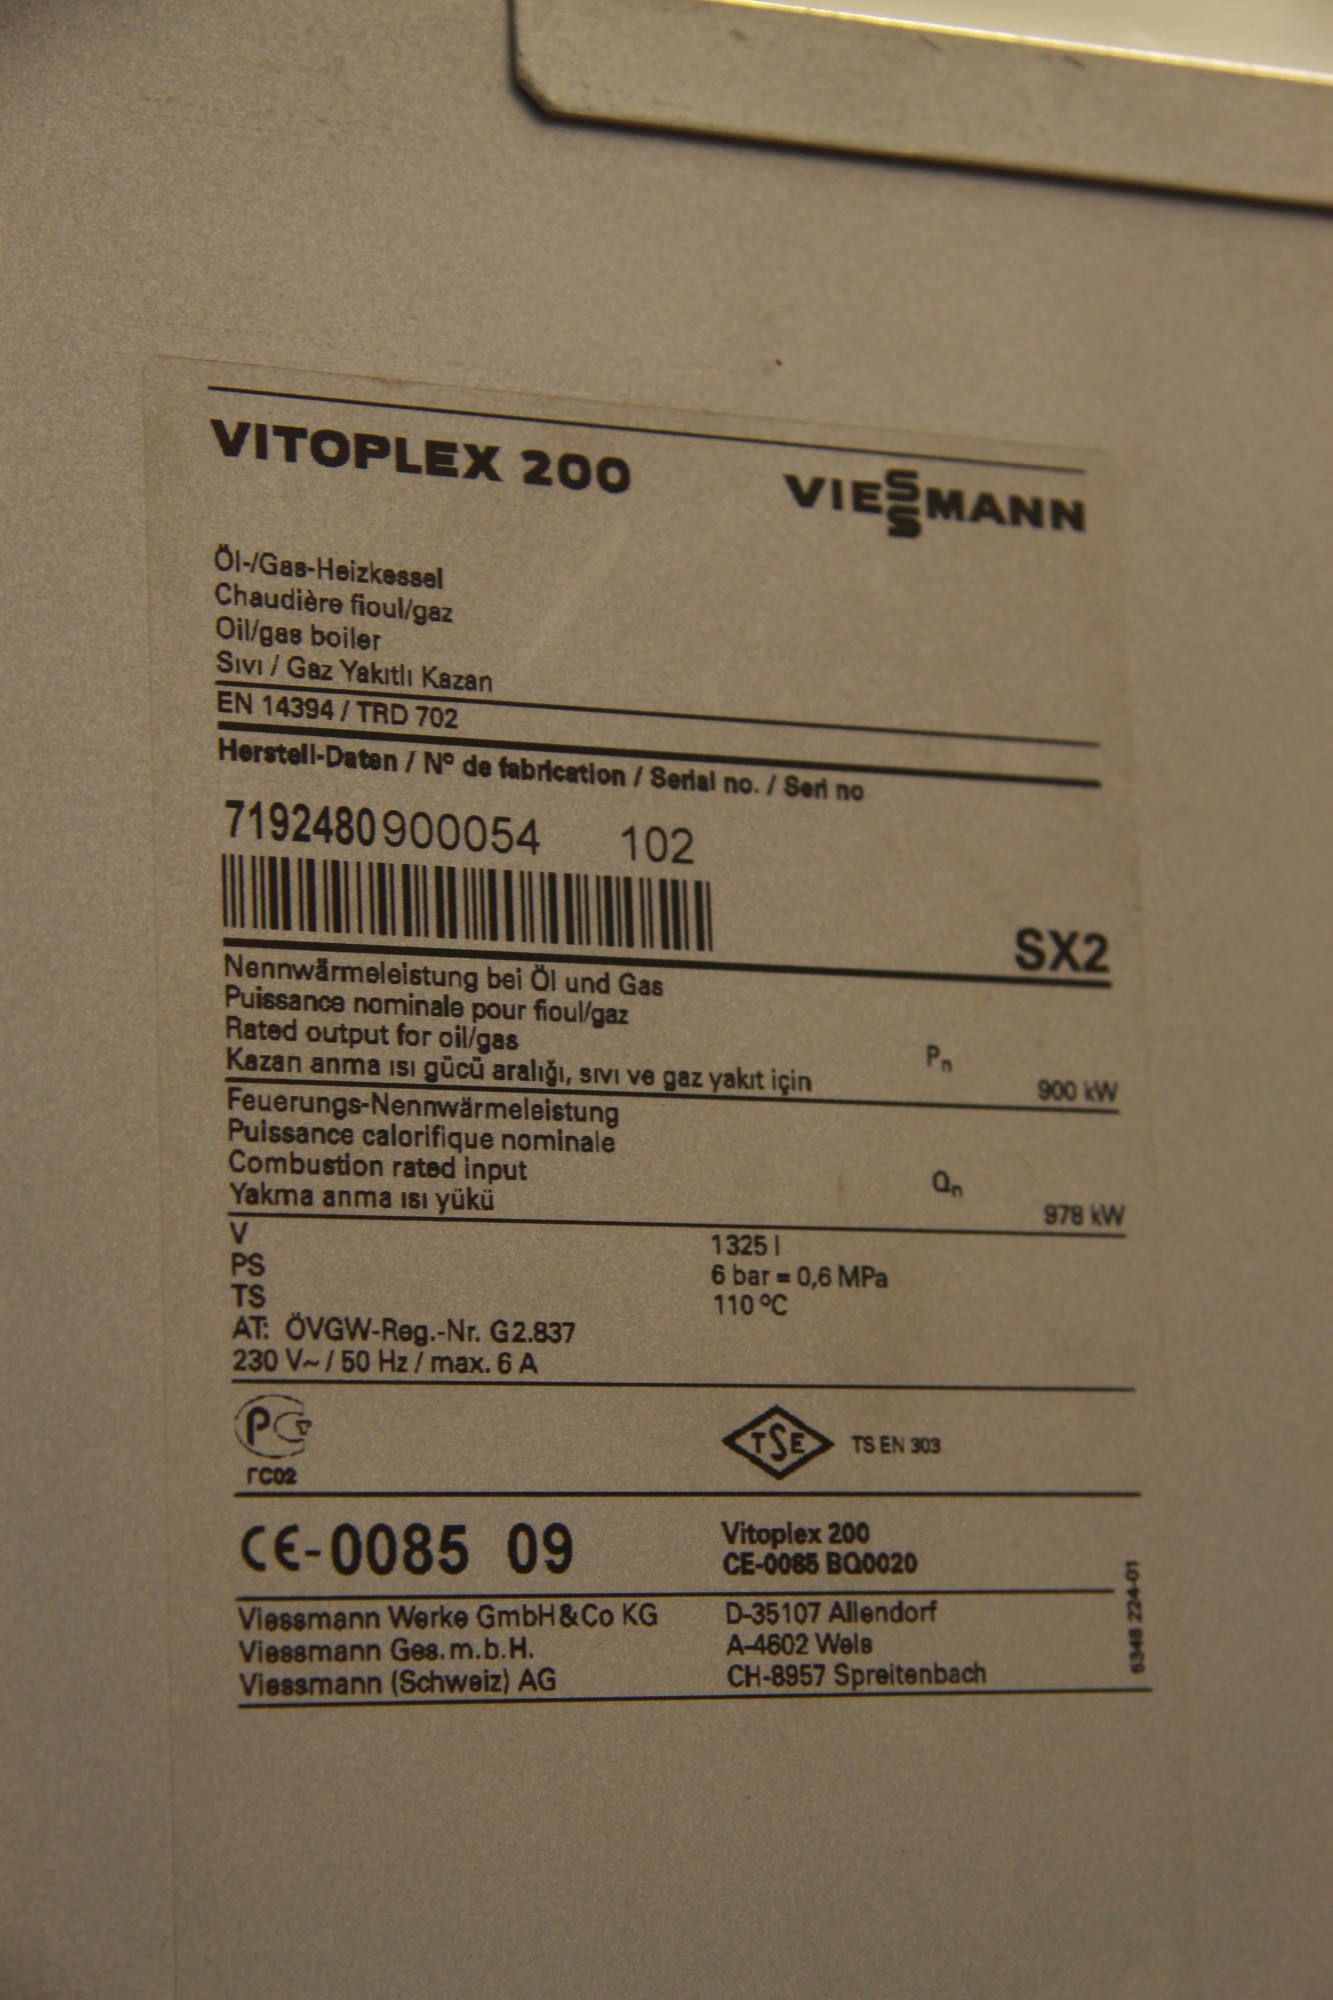 VITOPLEX 200
VIESSMANN
Öl-/Gas-Heizkessel
Chaudière fioul/gaz
Oil/gas boiler
Sıvı / Gaz Yakıtlı Kazan
EN 14394 / TRD 702
Herstell-Daten / Nº de fabrication / Serial no. / Seri no
7192480900054 102
SX2
Nennwärmeleistung bei Öl und Gas
Puissance nominale pour fioul/gaz
Rated output for oil/gas
Kazan anma ısı gücü aralığı, sıvı ve gaz yakıt için
Pn
900 kW
Feuerungs-Nennwärmeleistung
Puissance calorifique nominale
Combustion rated input
Yakma anma ısı yükü
Qn
978 kW
V 1325 l
PS 6 bar = 0,6 MPa
TS 110 ºC
AT: ÖVGW-Reg.-Nr. G2.837
230 V~ / 50 Hz / max. 6 A
PCT
ГС02
TSE TS EN 303
CE-0085 09
Vitoplex 200
CE-0085 BQ0020
Viessmann Werke GmbH&Co KG D-35107 Allendorf
Viessmann Ges.m.b.H. A-4602 Wels
Viessmann (Schweiz) AG CH-8957 Spreitenbach
5348 224-01